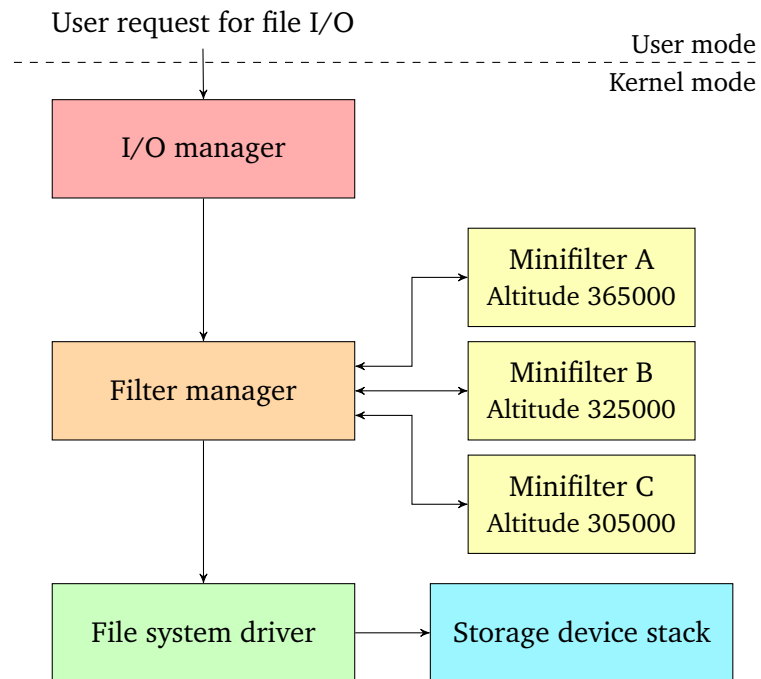 User request for file I/O
User mode
Kernel mode
I/O manager
Minifilter A
Altitude 365000
Filter manager
Minifilter B
Altitude 325000
Minifilter C
Altitude 305000
File system driver
Storage device stack